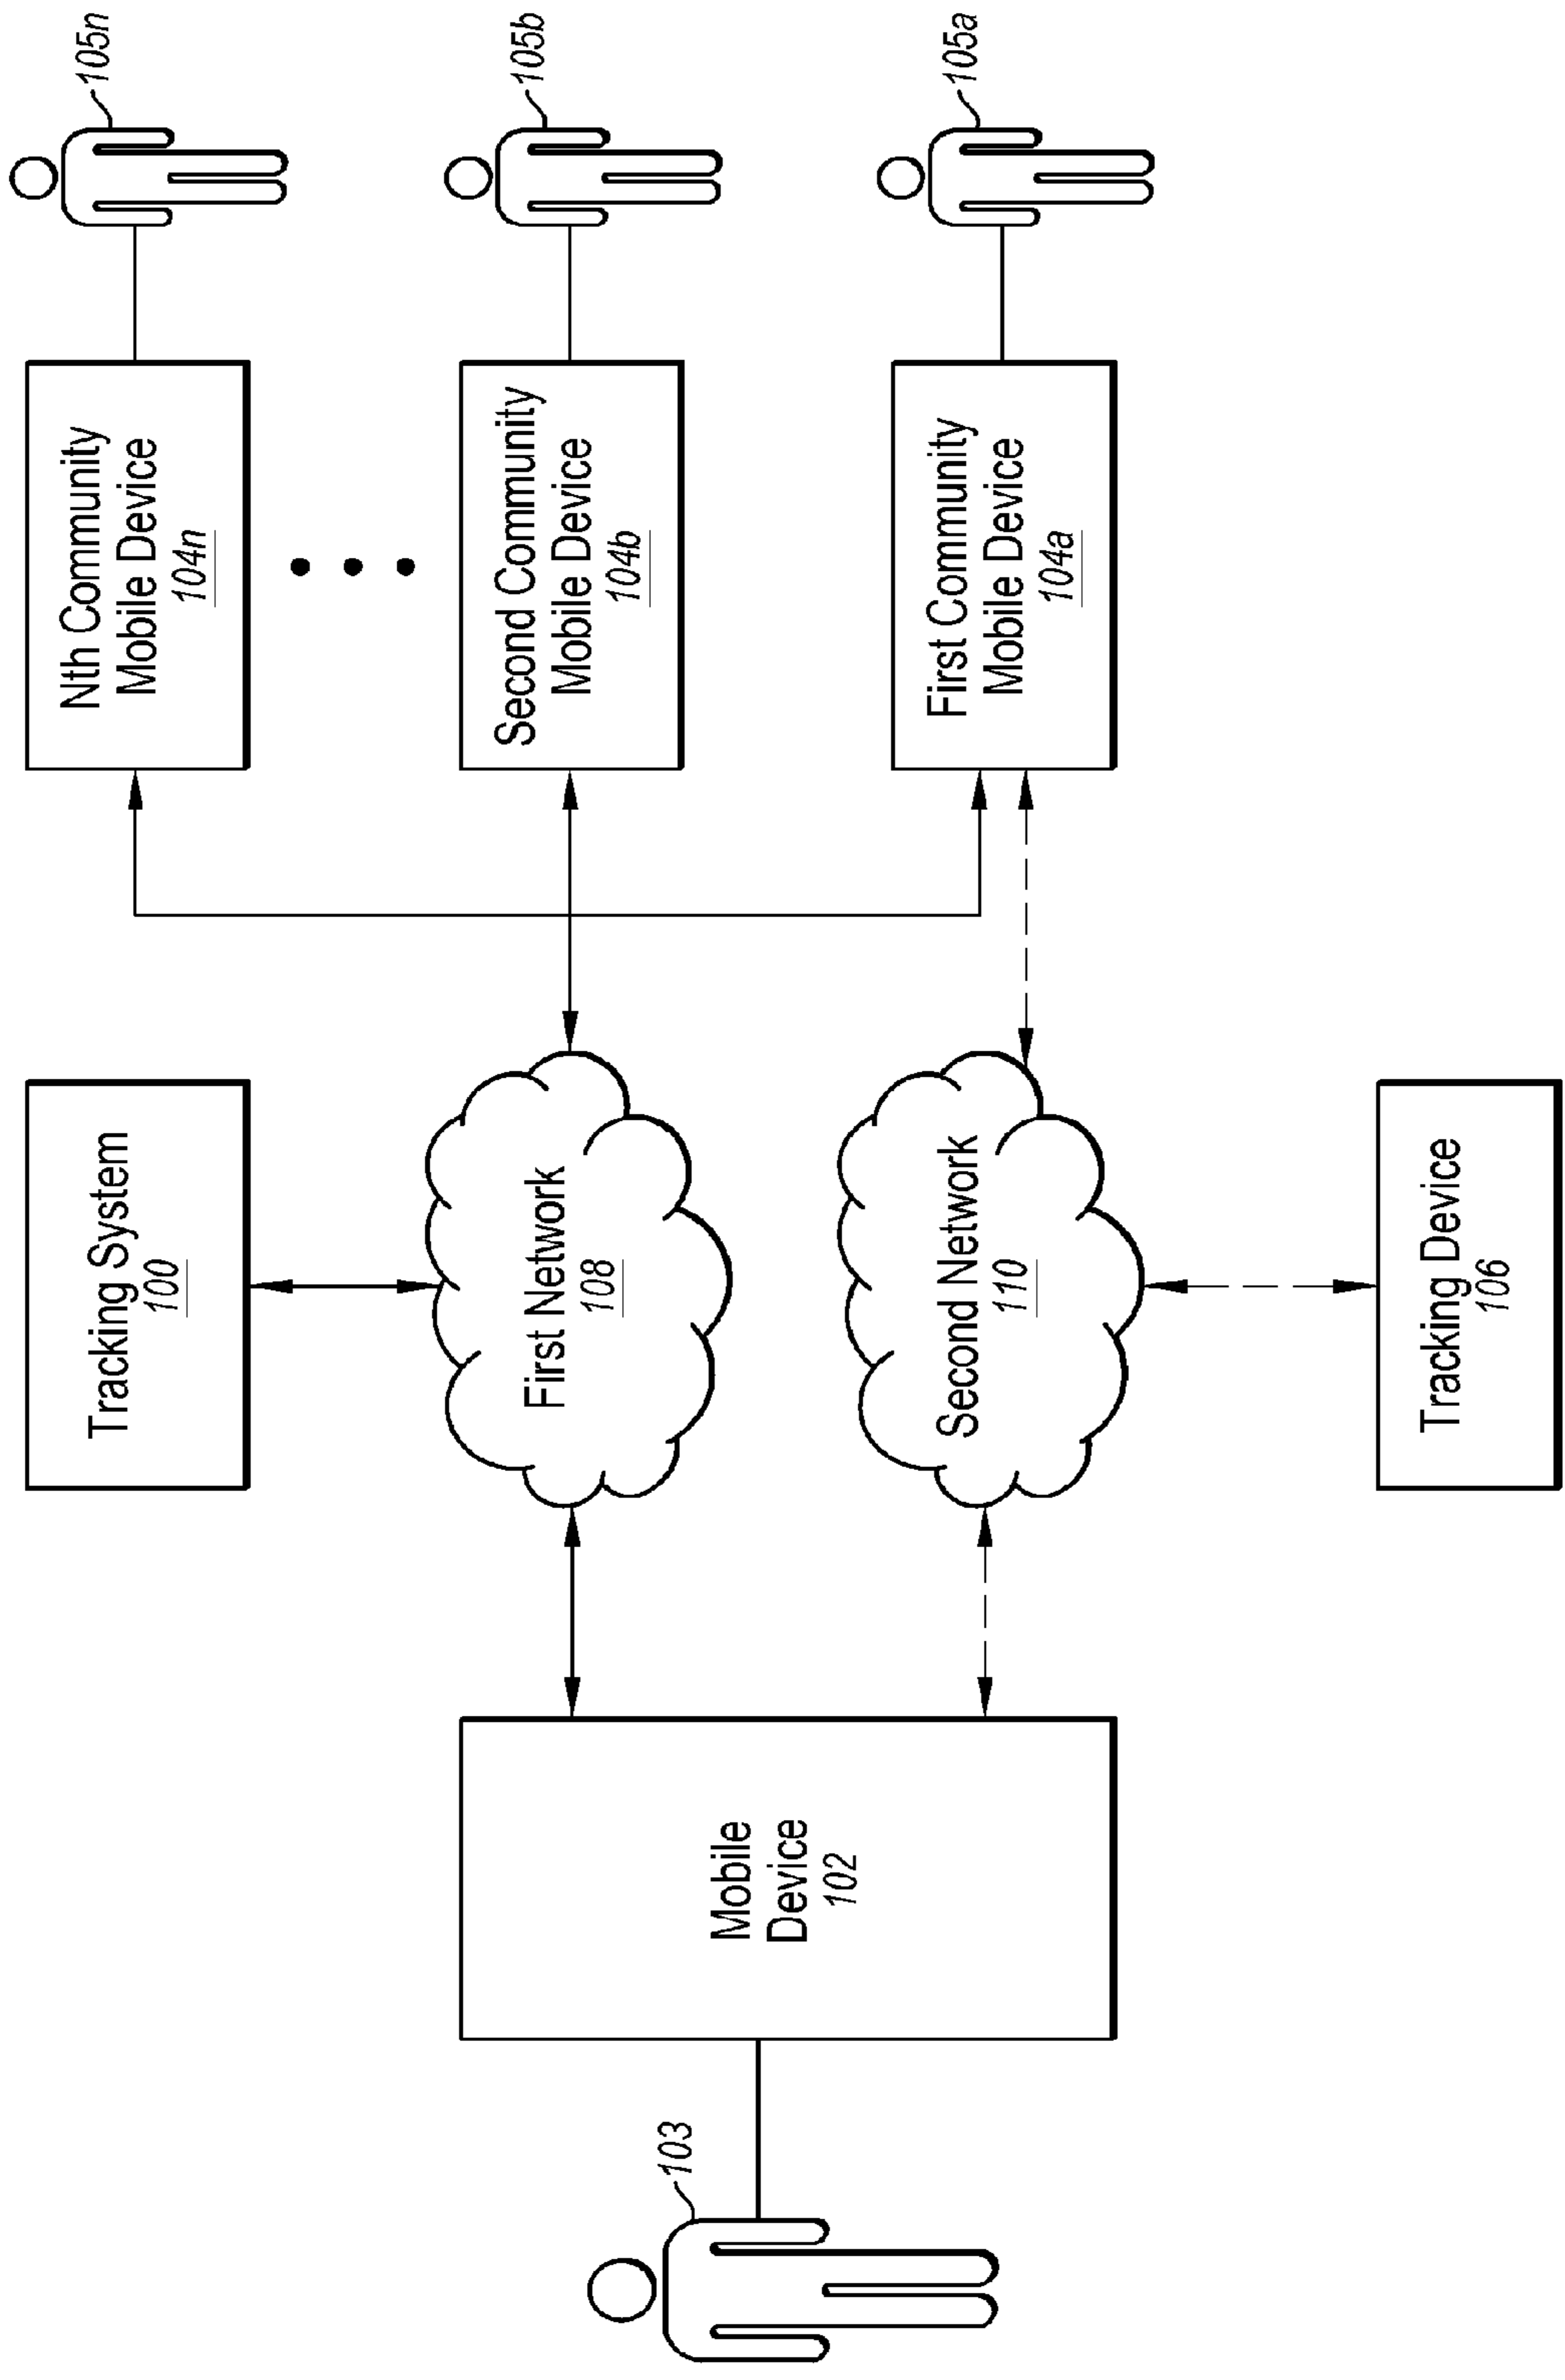 Tracking System
100
Nth Community
Mobile Device
104n
105n
First Network
108
Second Community
Mobile Device
104b
105b
103
Mobile
Device
102
Second Network
110
First Community
Mobile Device
104a
105a
Tracking Device
106